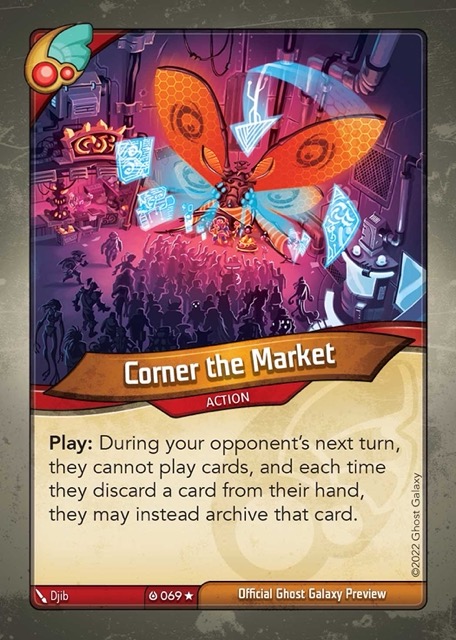 Corner the Market
ACTION
Play: During your opponent's next turn,
they cannot play cards, and each time
they discard a card from their hand,
they may instead archive that card.
©2022 Ghost Galaxy
Djib
069 ★
Official Ghost Galaxy Preview